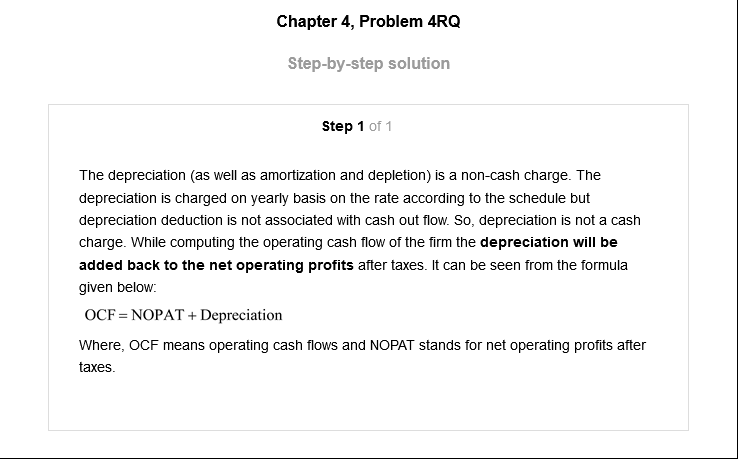 Chapter 4, Problem 4RQ
Step-by-step solution
Step 1 of 1
The depreciation (as well as amortization and depletion) is a non-cash charge. The
depreciation is charged on yearly basis on the rate according to the schedule but
depreciation deduction is not associated with cash out flow. So, depreciation is not a cash
charge. While computing the operating cash flow of the firm the depreciation will be
added back to the net operating profits after taxes. It can be seen from the formula
given below:
OCF = NOPAT + Depreciation
Where, OCF means operating cash flows and NOPAT stands for net operating profits after
taxes.